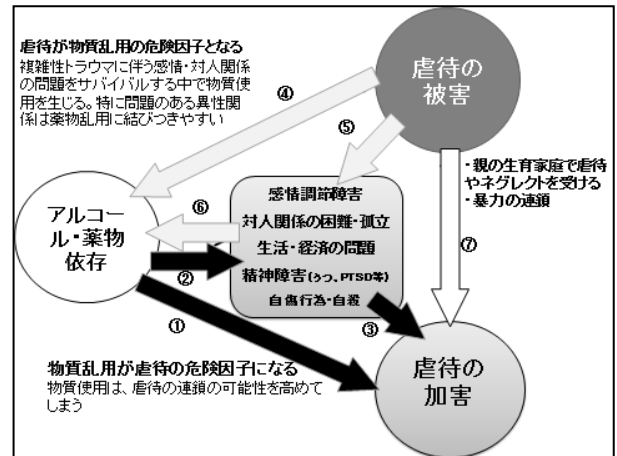 虐待が物質乱用の危険因子となる
複雑性トラウマに伴う感情・対人関係
の問題をサバイバルする中で物質使
用を生じる。特に問題のある異性関
係は薬物乱用に結びつきやすい
虐待の
被害
④
⑤
・親の生育家庭で虐待
やネグレクトを受ける
・暴力の連鎖
⑦
アルコー
ル・薬物
依存
⑥
②
感情調節障害
対人関係の困難・孤立
生活・経済の問題
精神障害(うつ、PTSD等)
自傷行為・自殺
①
③
物質乱用が虐待の危険因子になる
物質使用は、虐待の連鎖の可能性を高めて
しまう
虐待の
加害